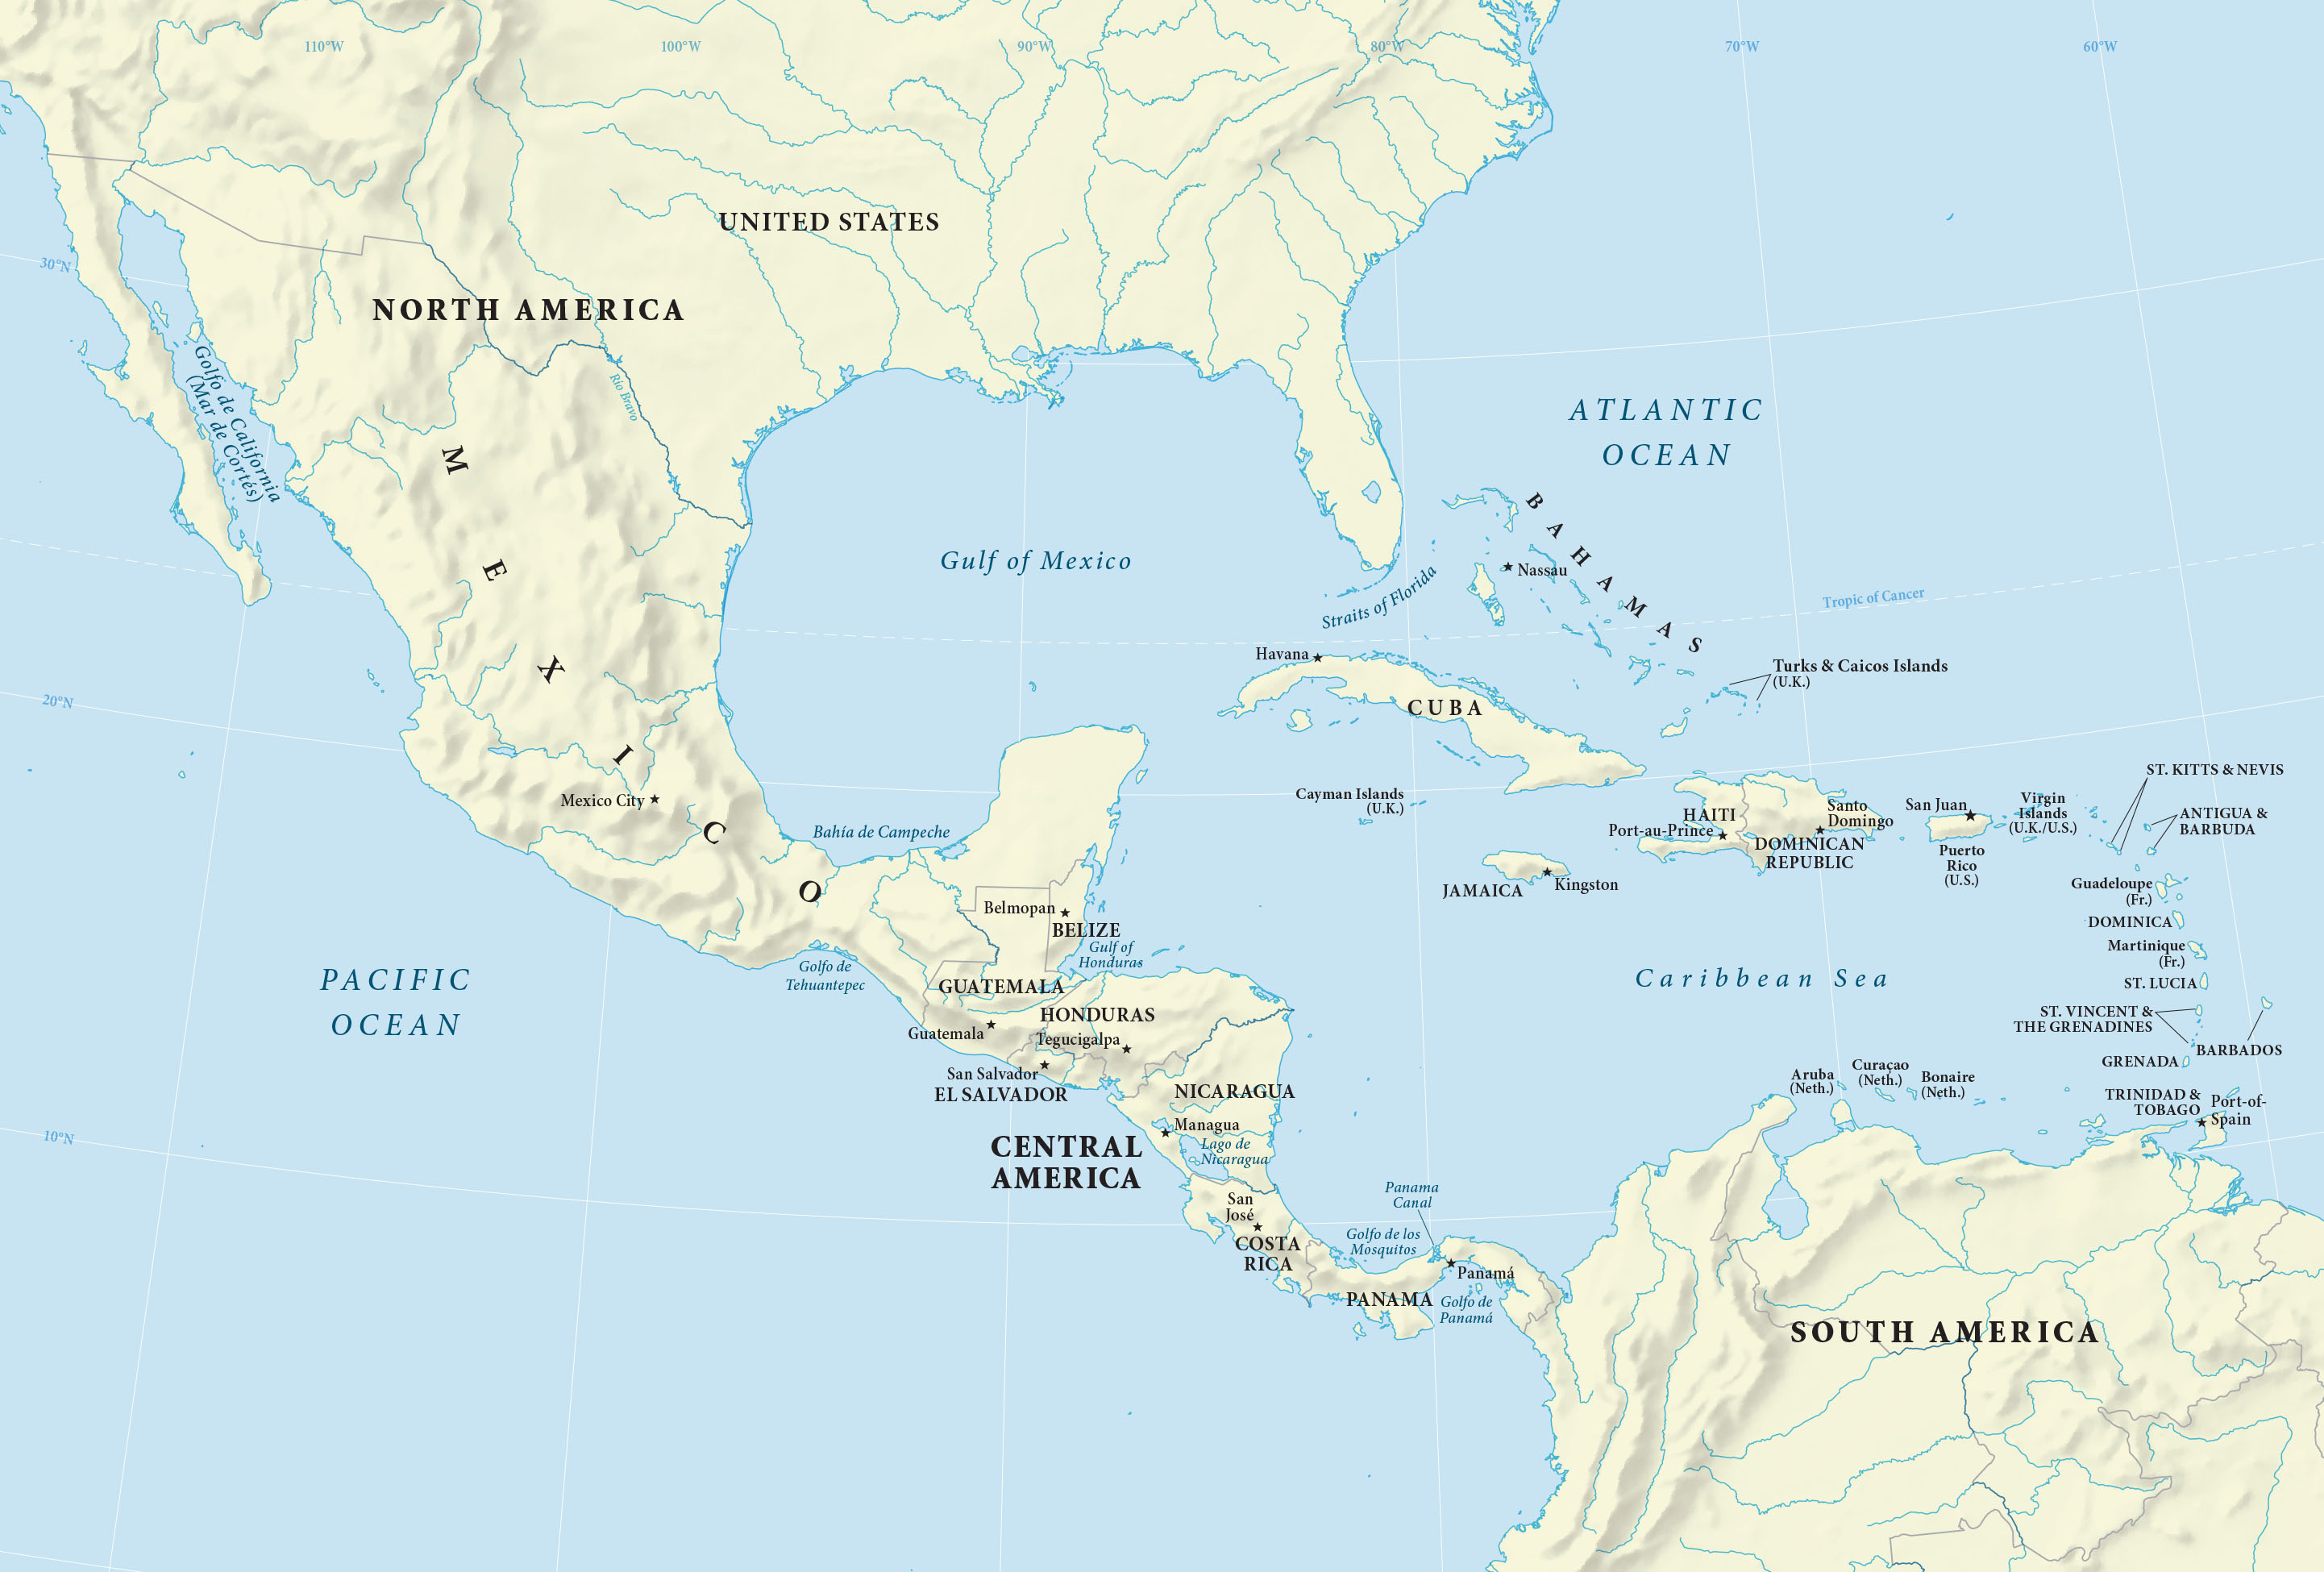 110°W
100°W
90°W
80°W
70°W
60°W
UNITED STATES
30°N
NORTH AMERICA
Golfo de California
(Mar de Cortés)
Río Bravo
ATLANTIC
OCEAN
MEXICO
Gulf of Mexico
BAHAMAS
Nassau
Straits of Florida
Tropic of Cancer
Havana
Turks & Caicos Islands
(U.K.)
20°N
CUBA
Mexico City
Cayman Islands
(U.K.)
ST. KITTS & NEVIS
HAITI
Port-au-Prince
Santo
Domingo
DOMINICAN
REPUBLIC
San Juan
Puerto
Rico
(U.S.)
Virgin
Islands
(U.K./U.S.)
ANTIGUA &
BARBUDA
Bahía de Campeche
JAMAICA
Kingston
Guadeloupe
(Fr.)
Belmopan
BELIZE
DOMINICA
Gulf of
Honduras
Martinique
(Fr.)
PACIFIC
OCEAN
Golfo de
Tehuantepec
Caribbean Sea
GUATEMALA
ST. LUCIA
HONDURAS
Guatemala
Tegucigalpa
ST. VINCENT &
THE GRENADINES
BARBADOS
San Salvador
EL SALVADOR
GRENADA
Aruba
(Neth.)
Curaçao
(Neth.)
Bonaire
(Neth.)
NICARAGUA
TRINIDAD &
TOBAGO
Port-of-
Spain
Managua
10°N
CENTRAL
AMERICA
Lago de
Nicaragua
San
José
Panama
Canal
COSTA
RICA
Golfo de los
Mosquitos
Panamá
PANAMA
Golfo de
Panamá
SOUTH AMERICA